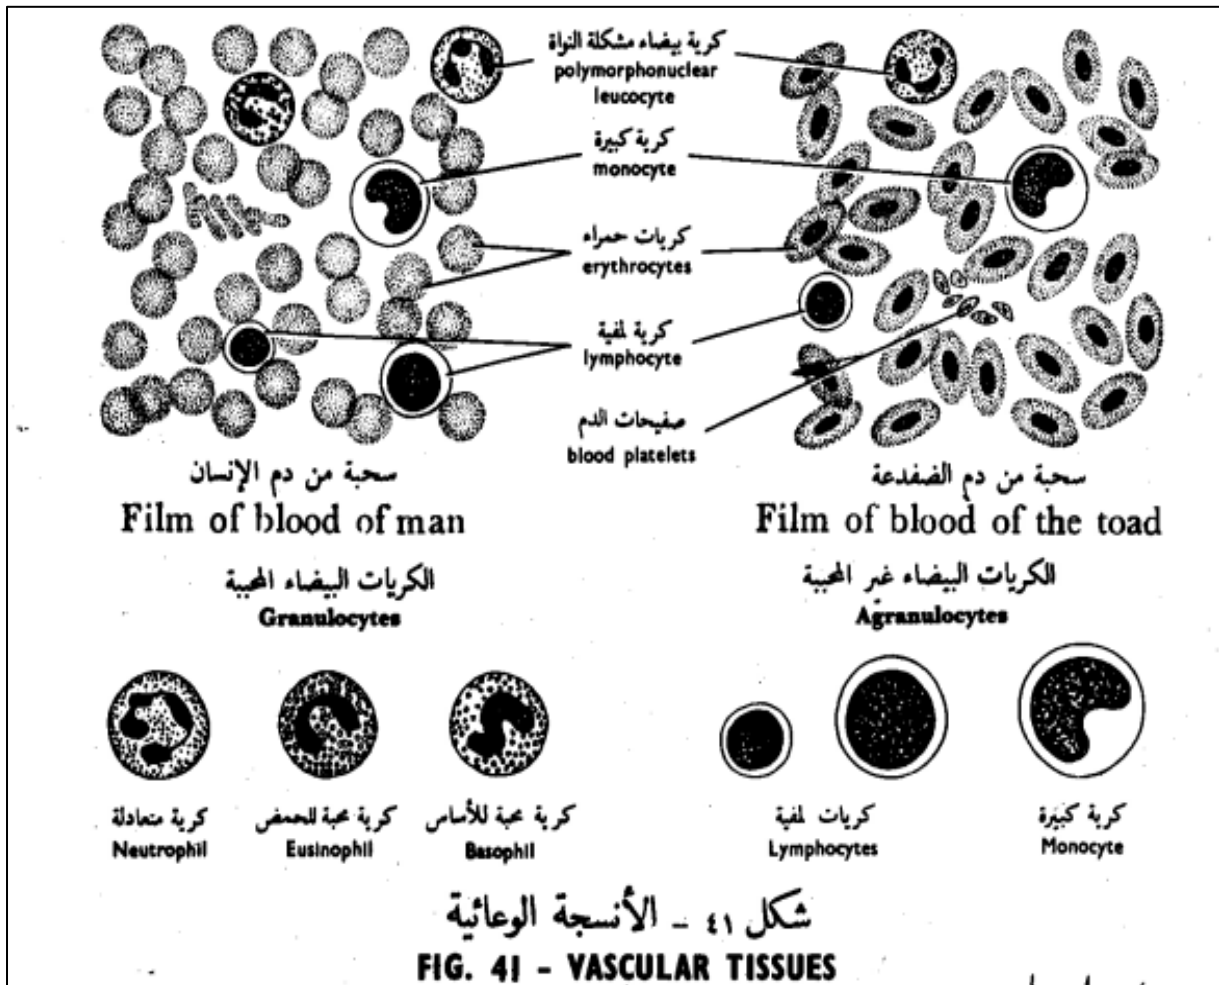 كرية بيضاء مشكلة النواة
polymorphonuclear
leucocyte
كرية كبيرة
monocyte
كريات حمراء
erythrocytes
كرية لمفية
lymphocyte
صفيحات الدم
blood platelets
سحبة من دم الإنسان
Film of blood of man
سحبة من دم الضفدعة
Film of blood of the toad
الكريات البيضاء المحببة
Granulocytes
الكريات البيضاء غير المحببة
Agranulocytes
كرية متعادلة
Neutrophil
كرية محبة للحمض
Eusinophil
كرية محبة للأساس
Basophil
كريات لمفية
Lymphocytes
كرية كبيرة
Monocyte
شكل ٤١ – الأنسجة الوعائية
FIG. 41 – VASCULAR TISSUES